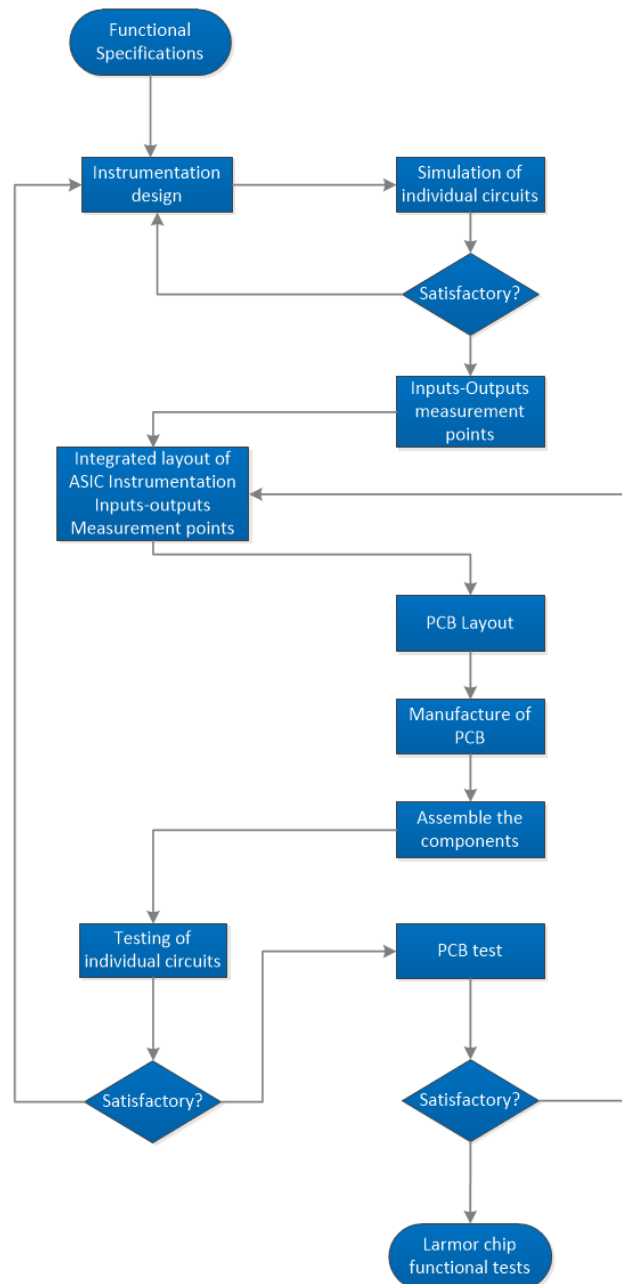 Functional
Specifications
Instrumentation
design
Simulation of
individual circuits
Satisfactory?
Inputs-Outputs
measurement
points
Integrated layout of
ASIC Instrumentation
Inputs-outputs
Measurement points
PCB Layout
Manufacture of
PCB
Assemble the
components
Testing of
individual circuits
PCB test
Satisfactory?
Satisfactory?
Larmor chip
functional tests